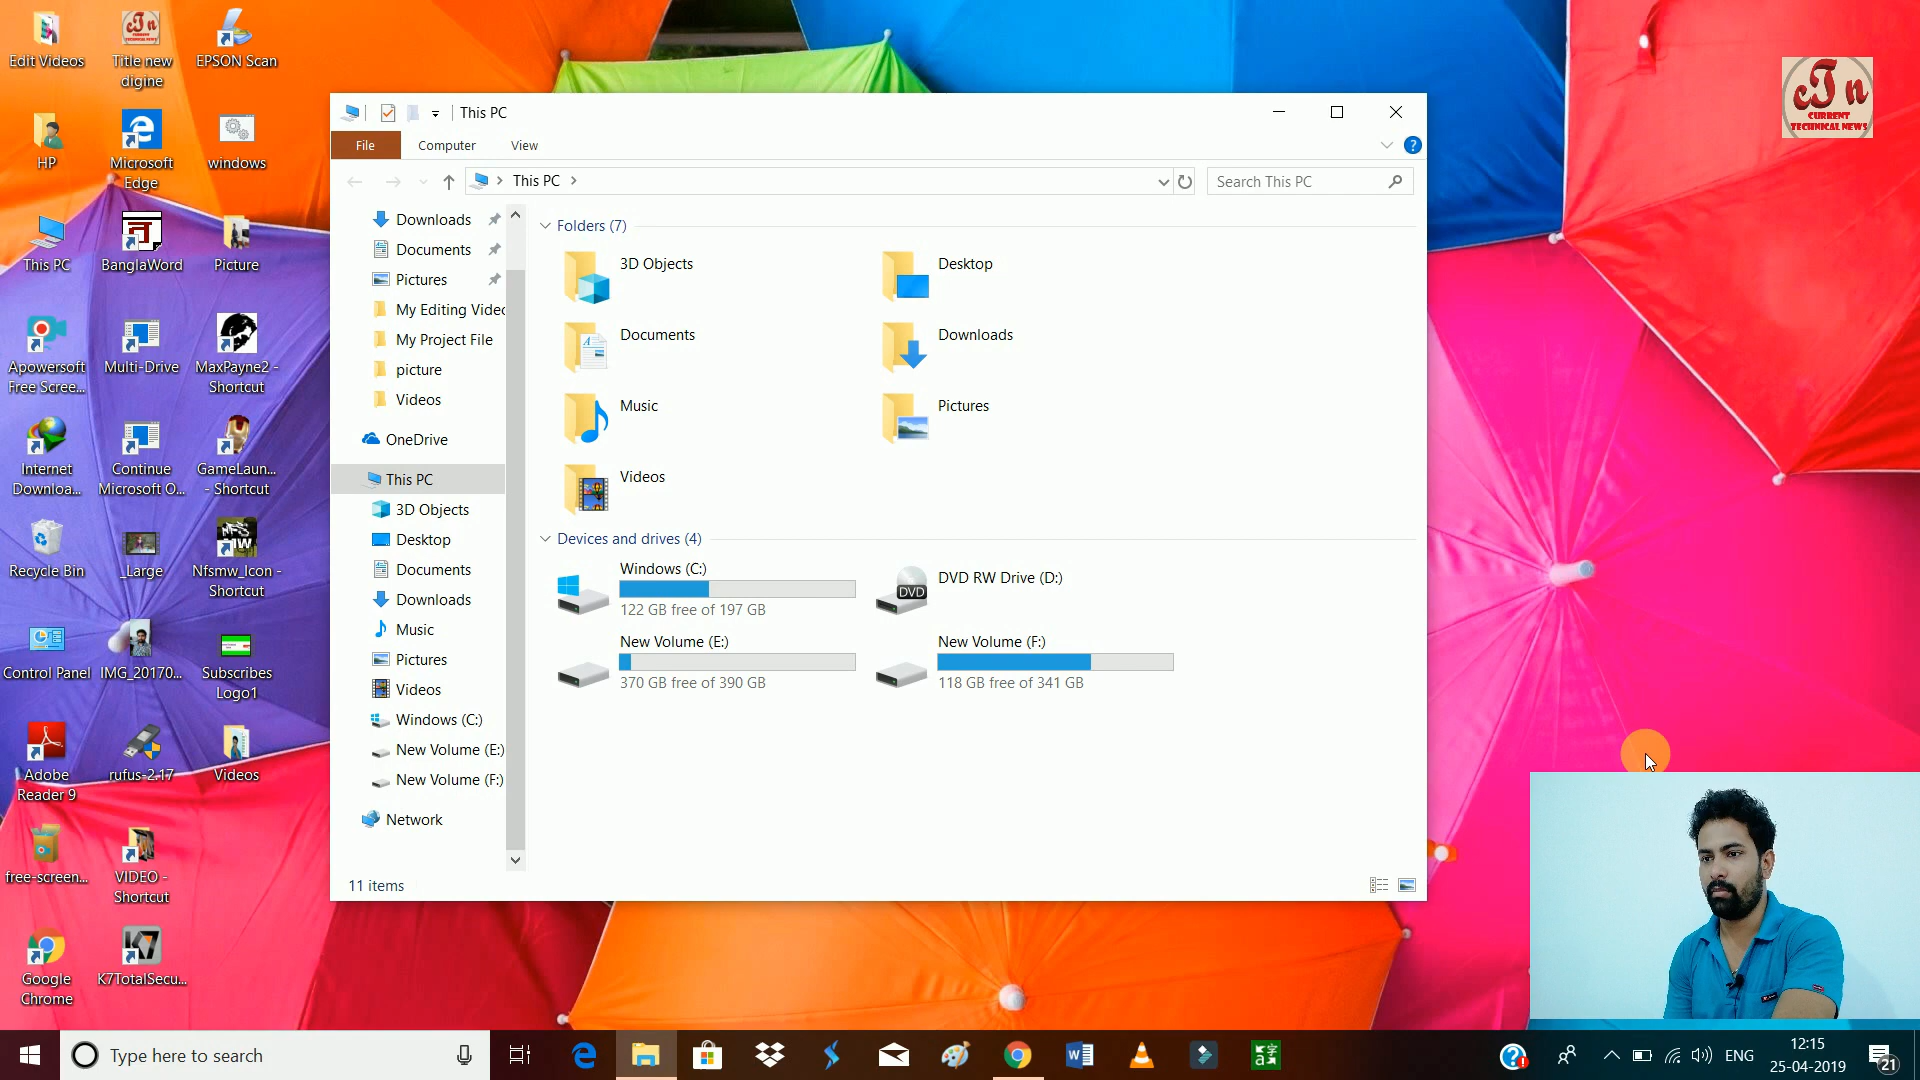 Edit Videos
Title new
digine
EPSON Scan
HP
Microsoft
Edge
windows
This PC
BanglaWord
Picture
Apowersoft
Free Scree...
Multi-Drive
MaxPayne2 -
Shortcut
Internet
Downloa...
Continue
Microsoft O...
GameLaun...
- Shortcut
Recycle Bin
_Large
Nfsmw_Icon -
Shortcut
Control Panel
IMG_20170...
Subscribes
Logo1
Adobe
Reader 9
rufus-2.17
Videos
free-screen...
VIDEO -
Shortcut
Google
Chrome
K7TotalSecu...
This PC
File
Computer
View
This PC
Search This PC
Downloads
Documents
Pictures
My Editing Videc
My Project File
picture
Videos
OneDrive
This PC
3D Objects
Desktop
Documents
Downloads
Music
Pictures
Videos
Windows (C:)
New Volume (E:)
New Volume (F:)
Network
Folders (7)
3D Objects
Desktop
Documents
Downloads
Music
Pictures
Videos
Devices and drives (4)
Windows (C:)
122 GB free of 197 GB
DVD
DVD RW Drive (D:)
New Volume (E:)
370 GB free of 390 GB
New Volume (F:)
118 GB free of 341 GB
11 items
cTn
CURRENT
TECHNICAL NEWS
Type here to search
ENG
12:15
25-04-2019
21